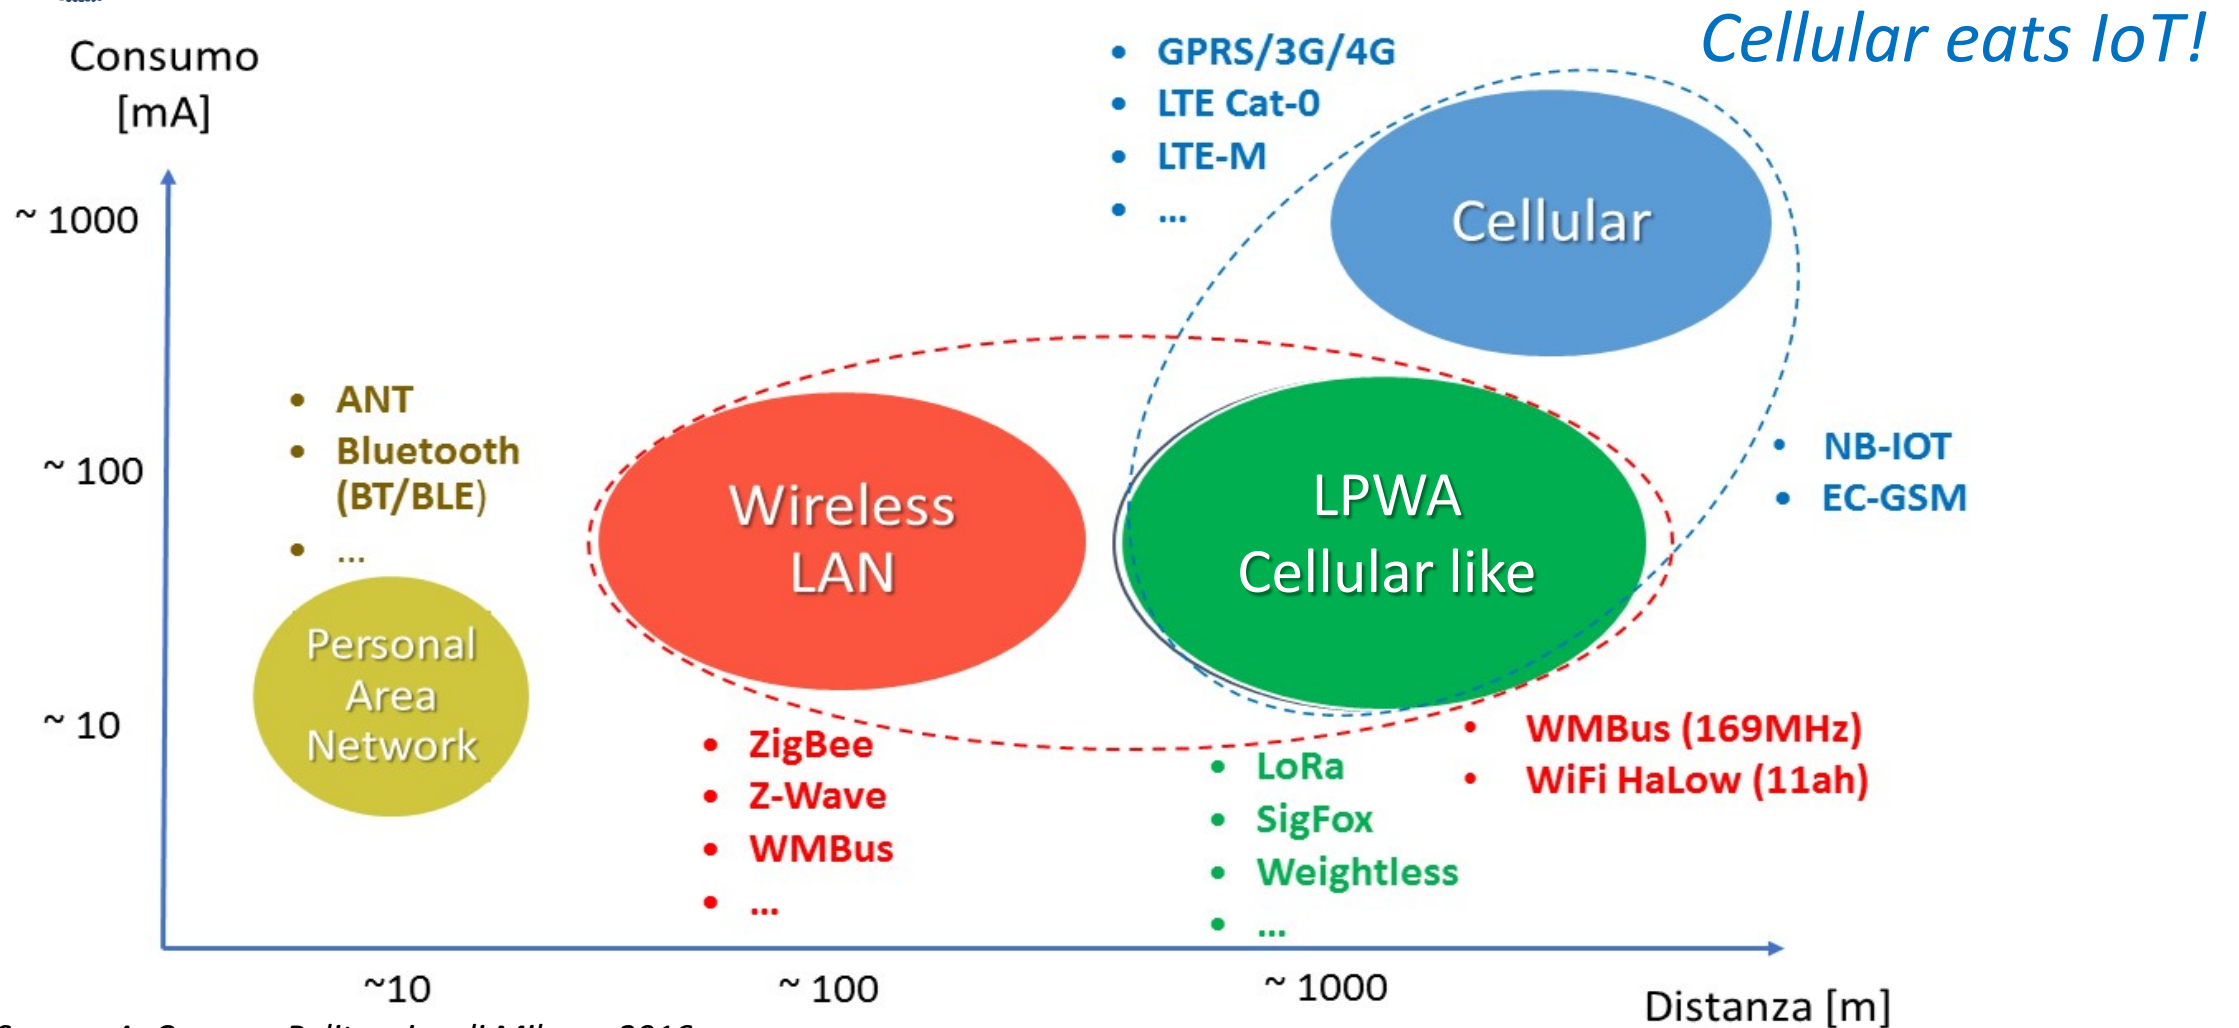 Cellular eats IoT!
Consumo
[mA]
~ 1000
~ 100
~ 10
• GPRS/3G/4G
• LTE Cat-0
• LTE-M
• ...
Cellular
• ANT
• Bluetooth
(BT/BLE)
• ...
Personal
Area
Network
Wireless
LAN
LPWA
Cellular like
• NB-IOT
• EC-GSM
• ZigBee
• Z-Wave
• WMBus
• ...
• LoRa
• SigFox
• Weightless
• ...
• WMBus (169MHz)
• WiFi HaLow (11ah)
~10
~ 100
~ 1000
Distanza [m]